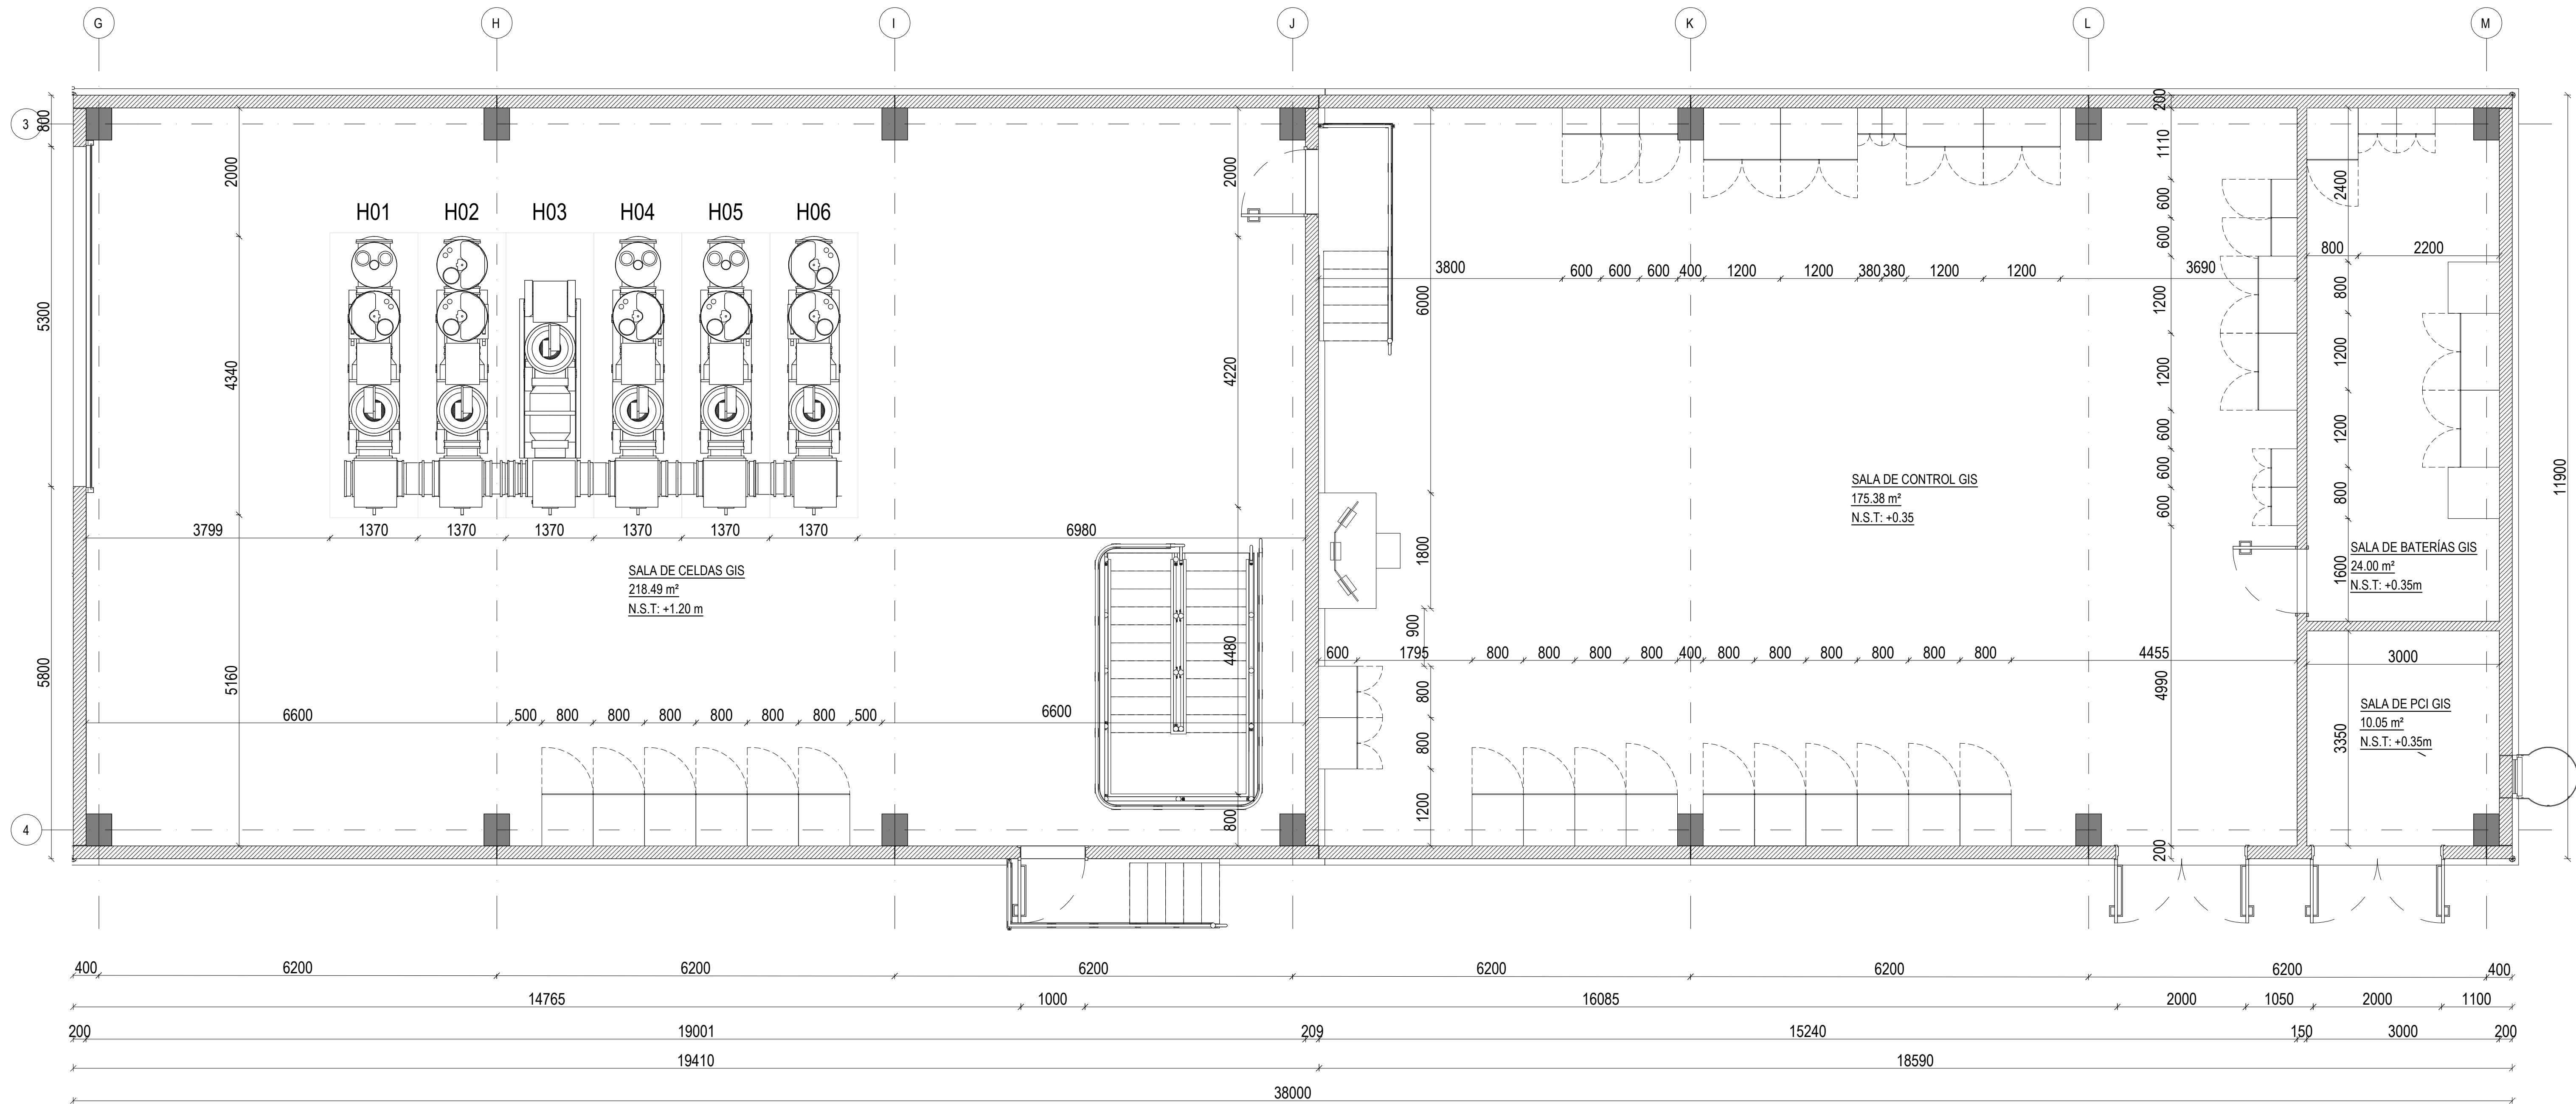 G H I J K L M
3
800
200
2000
2000
1110
600
2400
H01 H02 H03 H04 H05 H06
600
800 2200
3800 600 600 600 400 1200 1200 380 380 1200 1200 3690
6000
1200
800
5300
4340
4220
1200
1200
600
1200
600
600
800
11900
SALA DE CONTROL GIS
175.38 m²
N.S.T: +0.35
3799 1370 1370 1370 1370 1370 1370 6980
1800
SALA DE BATERÍAS GIS
24.00 m²
N.S.T: +0.35m
1600
SALA DE CELDAS GIS
218.49 m²
N.S.T: +1.20 m
900
4480
5800
5160
600 1795 800 800 800 800 400 800 800 800 800 800 800 4455
3000
4990
800
800
1200
SALA DE PCI GIS
10.05 m²
N.S.T: +0.35m
3350
6600 500 800 800 800 800 800 800 500 6600
800
4
200
400 6200 6200 6200 6200 6200 6200 400
14765 1000 16085 2000 1050 2000 1100
200 19001 209 15240 150 3000 200
19410 18590
38000